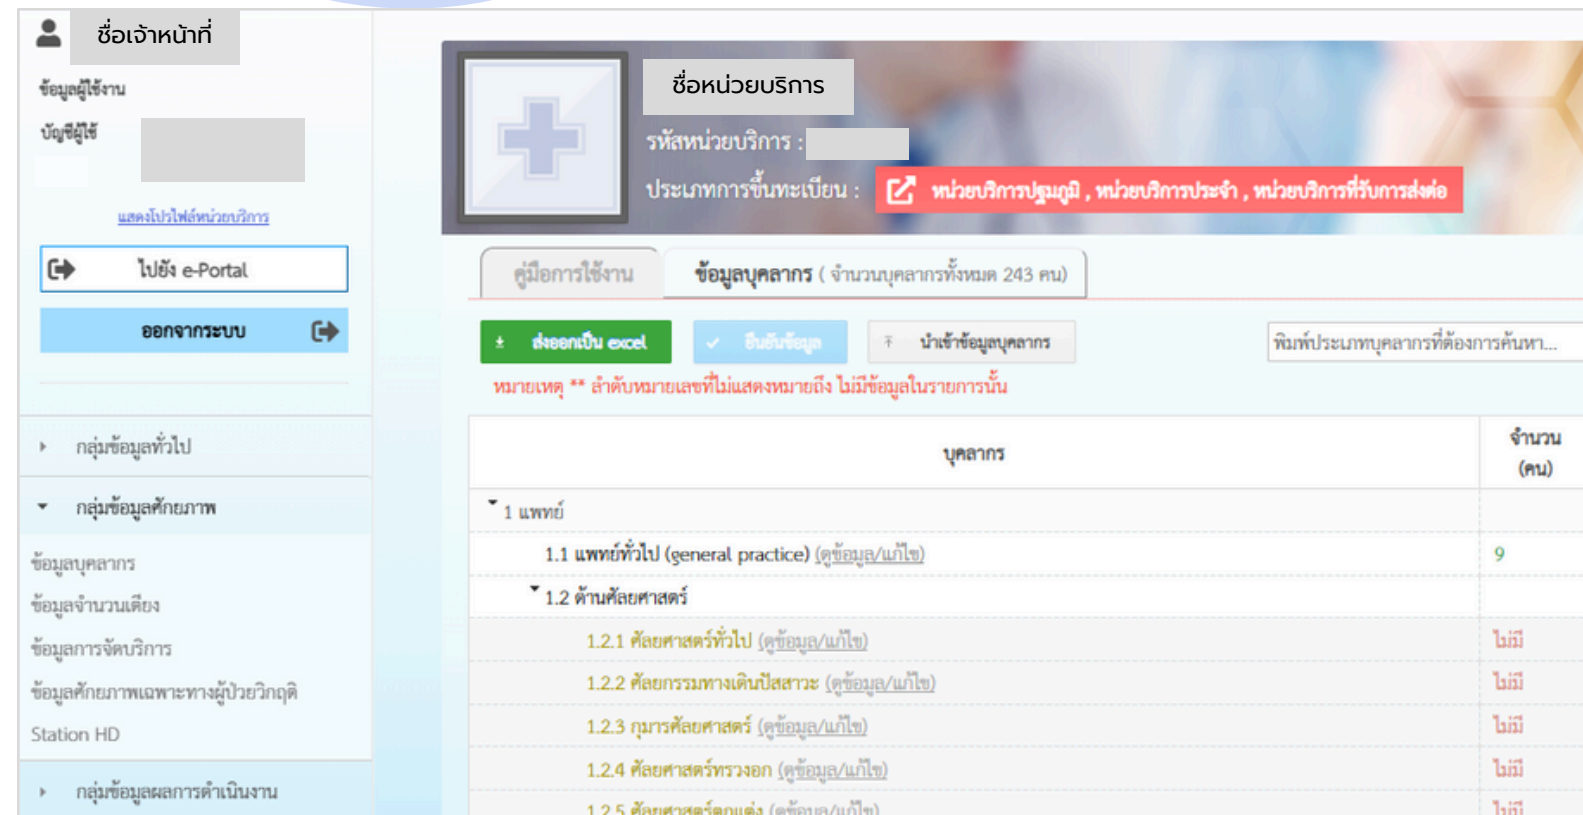 ชื่อเจ้าหน้าที่
ข้อมูลผู้ใช้งาน
บัญชีผู้ใช้
แสดงโปรไฟล์หน่วยบริการ
ไปยัง e-Portal
ออกจากระบบ
กลุ่มข้อมูลทั่วไป
กลุ่มข้อมูลศักยภาพ
ข้อมูลบุคลากร
ข้อมูลจำนวนเตียง
ข้อมูลการจัดบริการ
ข้อมูลศักยภาพเฉพาะทางผู้ป่วยวิกฤติ
Station HD
กลุ่มข้อมูลผลการดำเนินงาน
ชื่อหน่วยบริการ
รหัสหน่วยบริการ :
ประเภทการขึ้นทะเบียน : หน่วยบริการปฐมภูมิ , หน่วยบริการประจำ , หน่วยบริการที่รับการส่งต่อ
คู่มือการใช้งาน ข้อมูลบุคลากร ( จำนวนบุคลากรทั้งหมด 243 คน)
ส่งออกเป็น excel ยืนยันข้อมูล นำเข้าข้อมูลบุคลากร พิมพ์ประเภทบุคลากรที่ต้องการค้นหา...
หมายเหตุ ** ลำดับหมายเลขที่ไม่แสดงหมายถึง ไม่มีข้อมูลในรายการนั้น
บุคลากร จำนวน (คน)
1 แพทย์
1.1 แพทย์ทั่วไป (general practice) (ดูข้อมูล/แก้ไข) 9
1.2 ด้านศัลยศาสตร์
1.2.1 ศัลยศาสตร์ทั่วไป (ดูข้อมูล/แก้ไข) ไม่มี
1.2.2 ศัลยกรรมทางเดินปัสสาวะ (ดูข้อมูล/แก้ไข) ไม่มี
1.2.3 กุมารศัลยศาสตร์ (ดูข้อมูล/แก้ไข) ไม่มี
1.2.4 ศัลยศาสตร์ทรวงอก (ดูข้อมูล/แก้ไข) ไม่มี
1.2.5 ศัลยศาสตร์ตกแต่ง (ดูข้อมูล/แก้ไข) ไม่มี